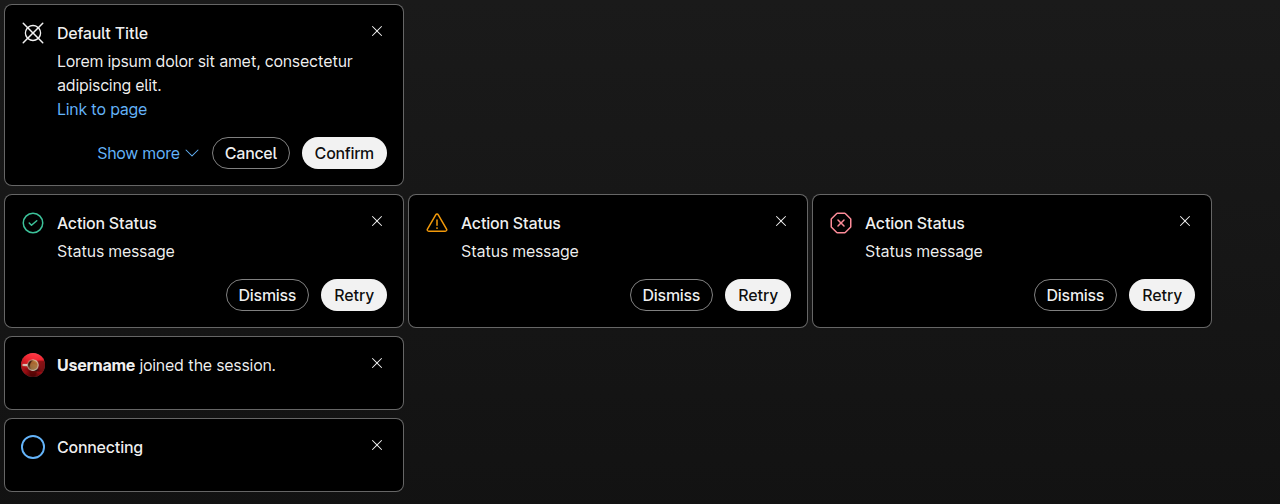 Default Title
Lorem ipsum dolor sit amet, consectetur
adipiscing elit.
Link to page
Show more Cancel Confirm
Action Status
Status message
Dismiss Retry
Action Status
Status message
Dismiss Retry
Action Status
Status message
Dismiss Retry
Username joined the session.
Connecting